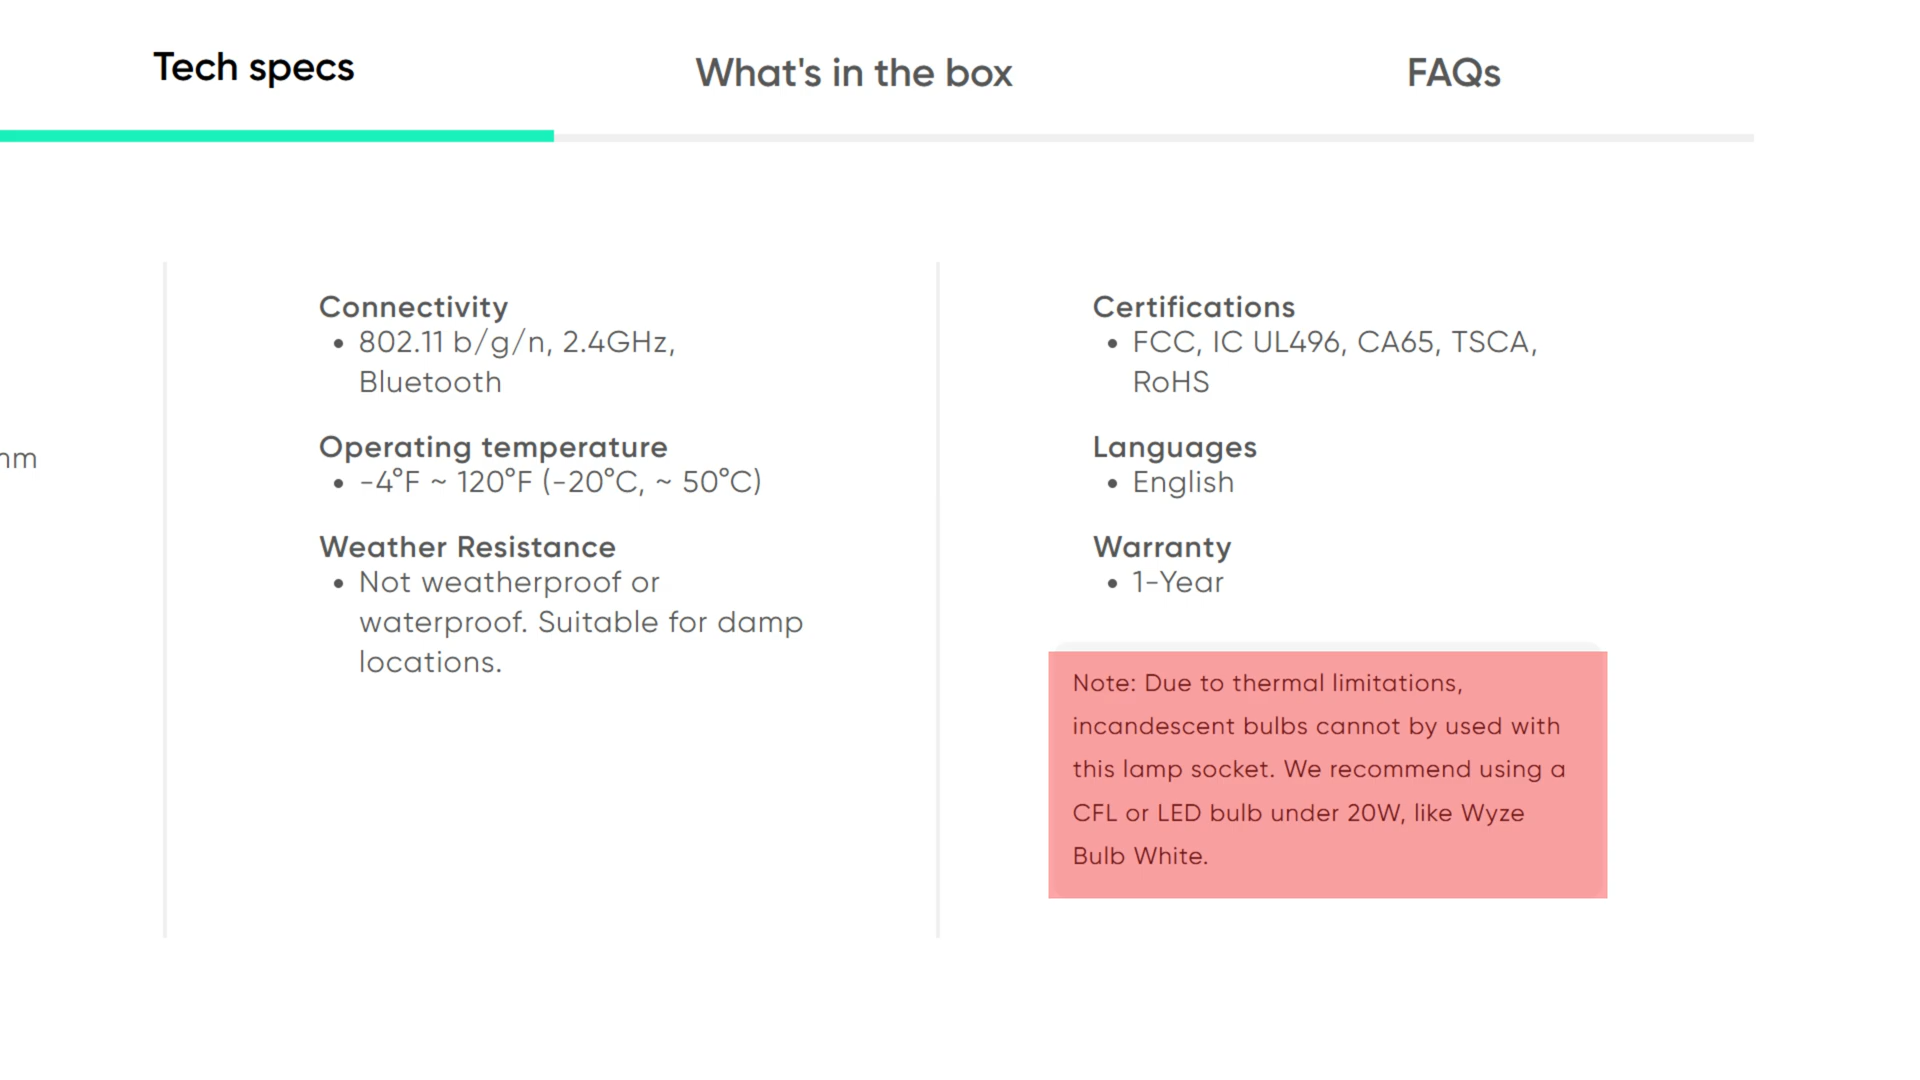 Tech specs
What's in the box
FAQs
Connectivity
802.11 b/g/n, 2.4GHz,
Bluetooth
Operating temperature
-4°F ~ 120°F (-20°C, ~ 50°C)
Weather Resistance
Not weatherproof or
waterproof. Suitable for damp
locations.
Certifications
FCC, IC UL496, CA65, TSCA,
RoHS
Languages
English
Warranty
1-Year
Note: Due to thermal limitations,
incandescent bulbs cannot by used with
this lamp socket. We recommend using a
CFL or LED bulb under 20W, like Wyze
Bulb White.